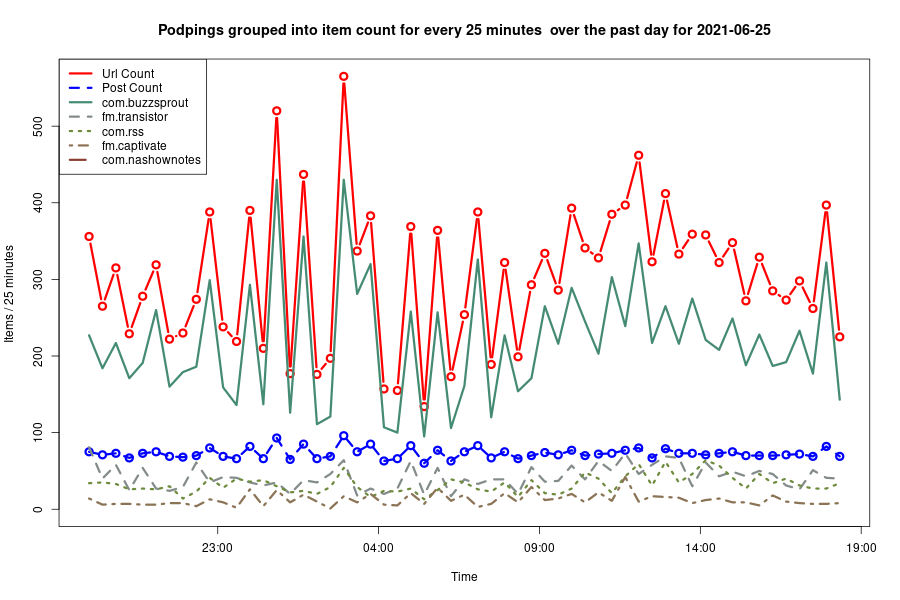 Podpings grouped into item count for every 25 minutes  over the past day for 2021-06-25
Url Count
Post Count
com.buzzsprout
fm.transistor
com.rss
fm.captivate
com.nashownotes
Items / 25 minutes
500
400
300
200
100
0
23:00
04:00
09:00
14:00
19:00
Time